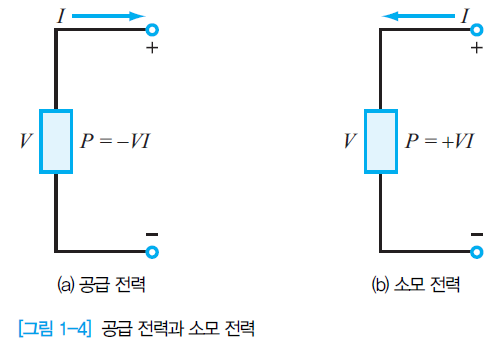 I I
+ +
V P = –VI V P = +VI
– –
(a) 공급 전력 (b) 소모 전력
[그림 1–4] 공급 전력과 소모 전력